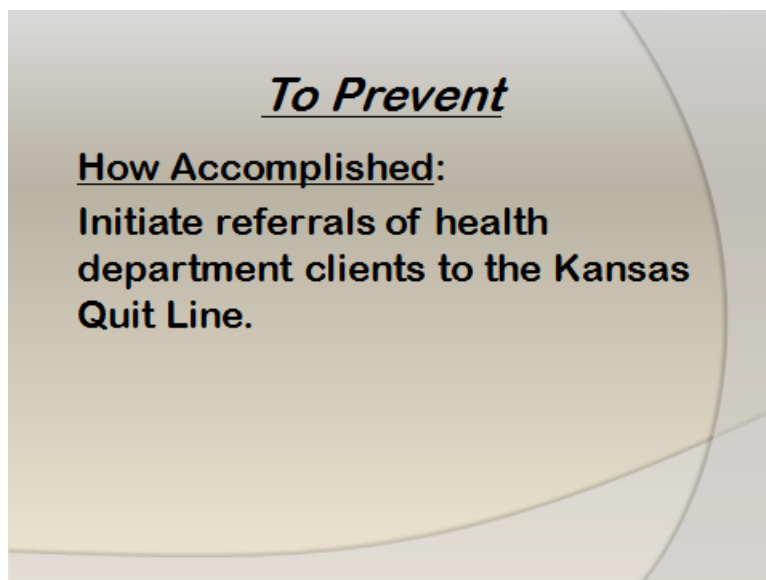 To Prevent
How Accomplished:
Initiate referrals of health
department clients to the Kansas
Quit Line.